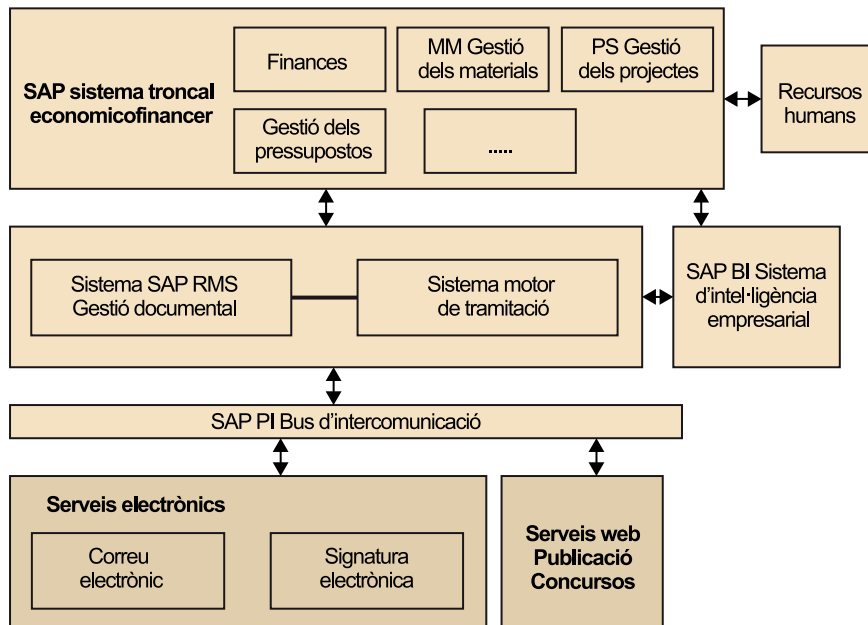 SAP sistema troncal
economicofinancer
Finances
MM Gestió
dels materials
PS Gestió
dels projectes
Gestió dels
pressupostos
.....
Recursos
humans
Sistema SAP RMS
Gestió documental
Sistema motor
de tramitació
SAP BI Sistema
d'intel·ligència
empresarial
SAP PI Bus d'intercomunicació
Serveis electrònics
Correu
electrònic
Signatura
electrònica
Serveis web
Publicació
Concursos